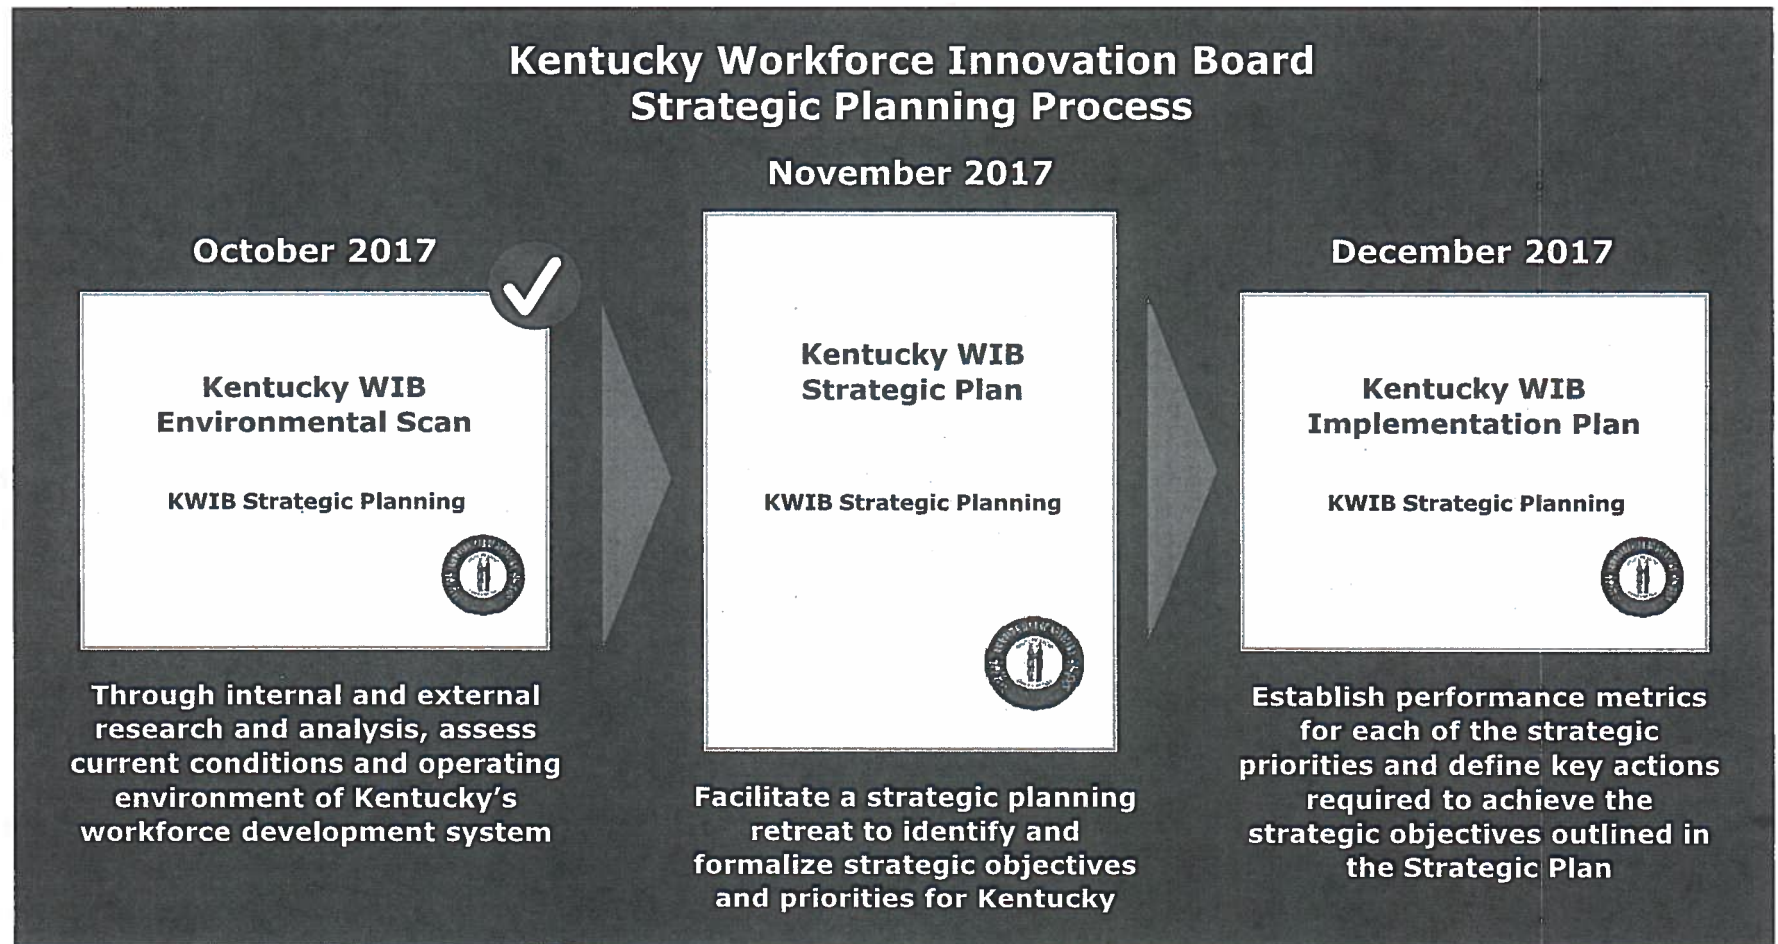 Kentucky Workforce Innovation Board
Strategic Planning Process
October 2017
Kentucky WIB
Environmental Scan
KWIB Strategic Planning
Through internal and external
research and analysis, assess
current conditions and operating
environment of Kentucky's
workforce development system
November 2017
Kentucky WIB
Strategic Plan
KWIB Strategic Planning
Facilitate a strategic planning
retreat to identify and
formalize strategic objectives
and priorities for Kentucky
December 2017
Kentucky WIB
Implementation Plan
KWIB Strategic Planning
Establish performance metrics
for each of the strategic
priorities and define key actions
required to achieve the
strategic objectives outlined in
the Strategic Plan